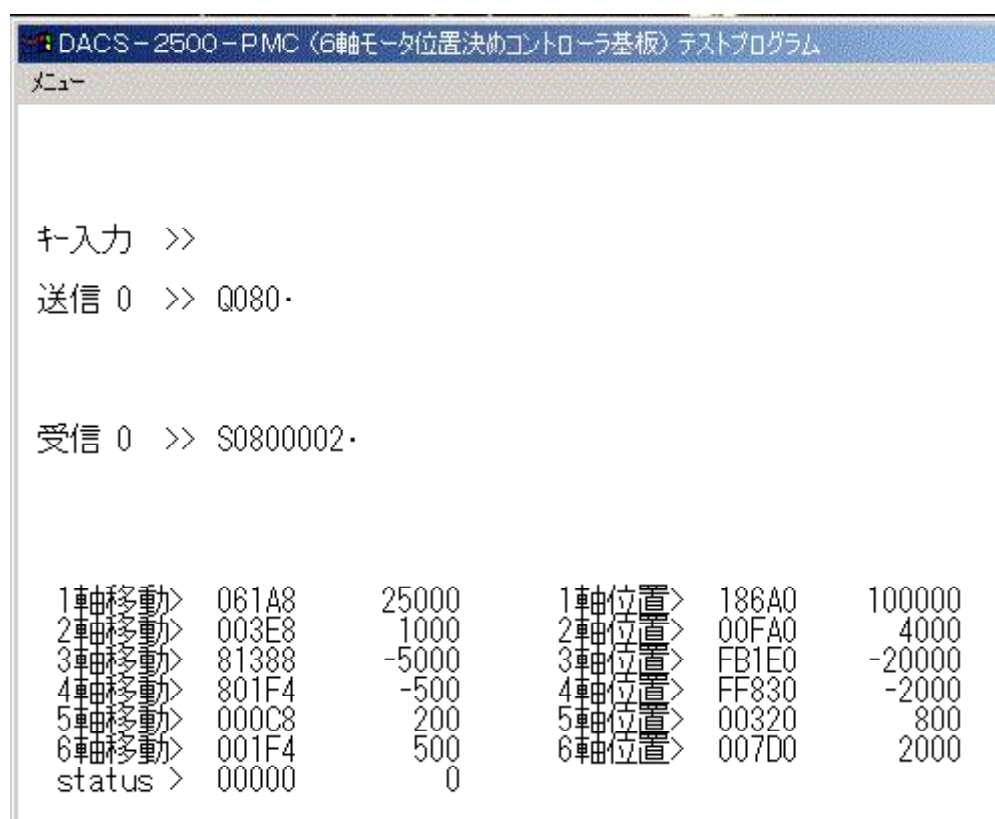 DACS-2500-PMC (6軸モータ位置決めコントローラ基板) テストプログラム
メニュー
キー入力 >>
送信 0 >> Q080・
受信 0 >> S0800002・
1軸移動> 061A8 25000 1軸位置> 186A0 100000
2軸移動> 003E8 1000 2軸位置> 00FA0 4000
3軸移動> 81388 -5000 3軸位置> FB1E0 -20000
4軸移動> 801F4 -500 4軸位置> FF830 -2000
5軸移動> 000C8 200 5軸位置> 00320 800
6軸移動> 001F4 500 6軸位置> 007D0 2000
status > 00000 0